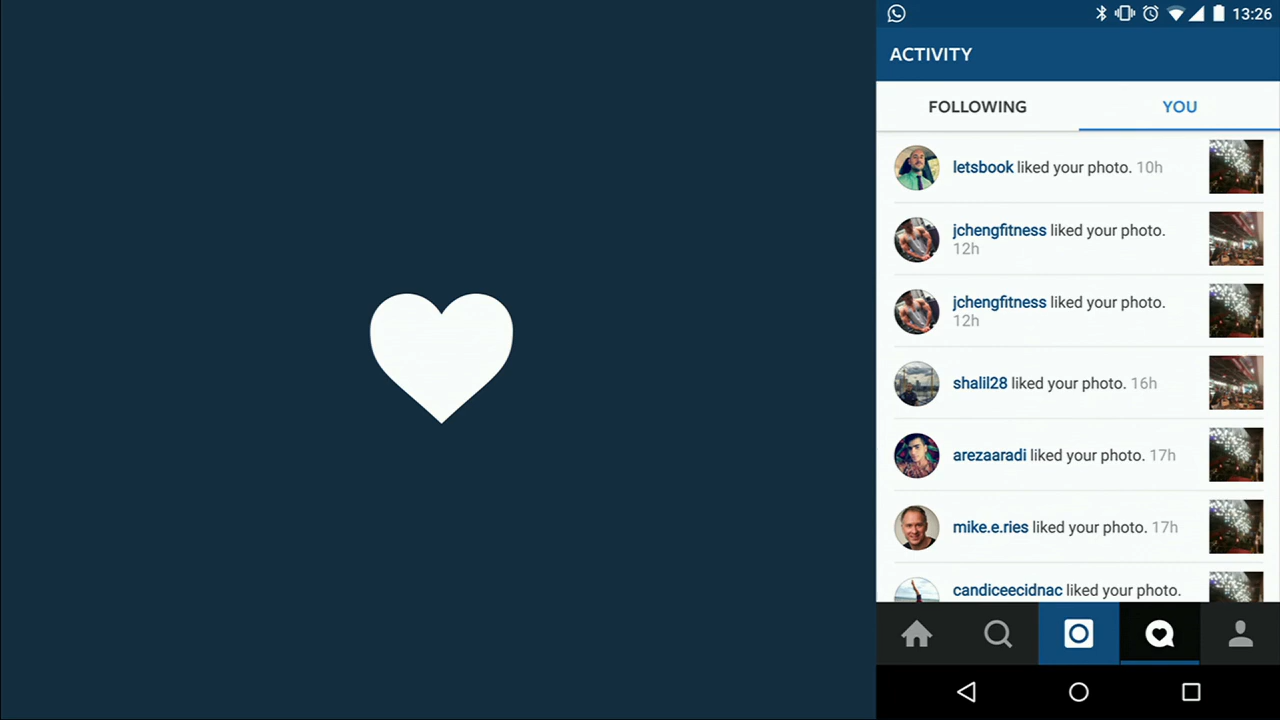 13:26
ACTIVITY
FOLLOWING
YOU
letsbook liked your photo. 10h
jchengfitness liked your photo.
12h
jchengfitness liked your photo.
12h
shalil28 liked your photo. 16h
arezaaradi liked your photo. 17h
mike.e.ries liked your photo. 17h
candiceecidnac liked your photo.